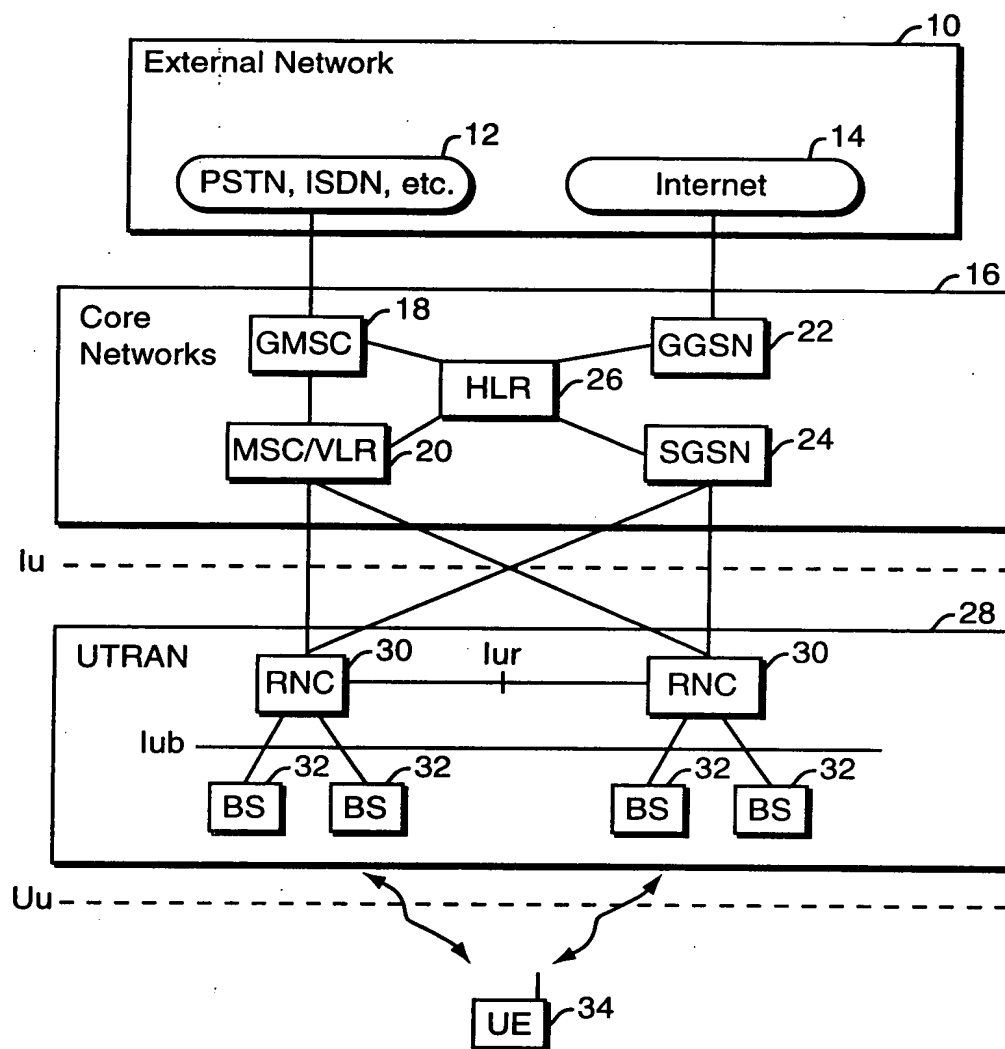 10
External Network
12
14
PSTN, ISDN, etc.
Internet
16
Core
Networks
18
GMSC
GGSN
22
HLR
26
MSC/VLR
20
SGSN
24
Iu
28
UTRAN
30
Iur
30
RNC
RNC
Iub
32
32
32
32
BS
BS
BS
BS
Uu
UE
34